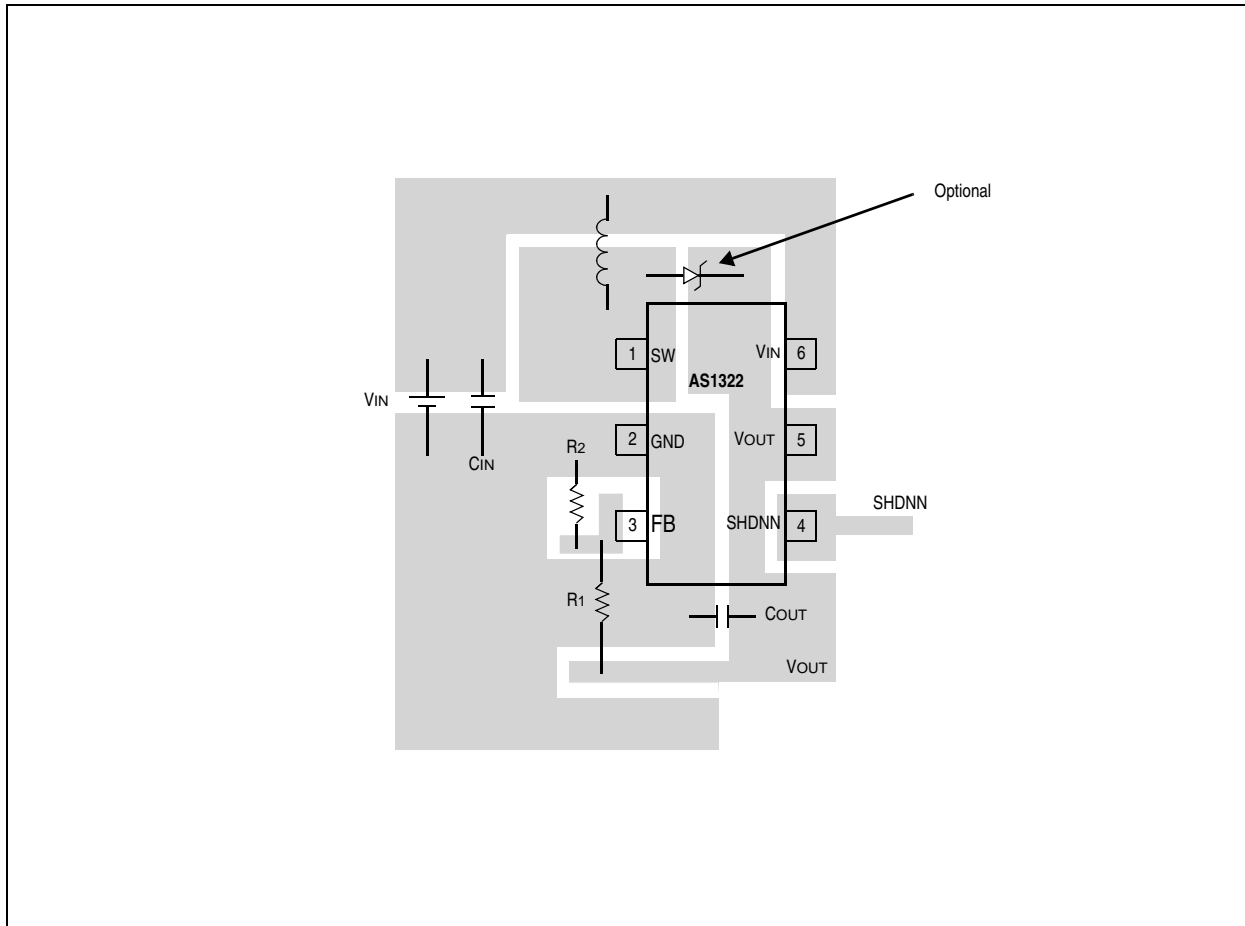 Optional
1 SW
VIN 6
AS1322
VIN
2 GND
VOUT 5
R2
CIN
SHDNN
3 FB
SHDNN 4
R1
COUT
VOUT